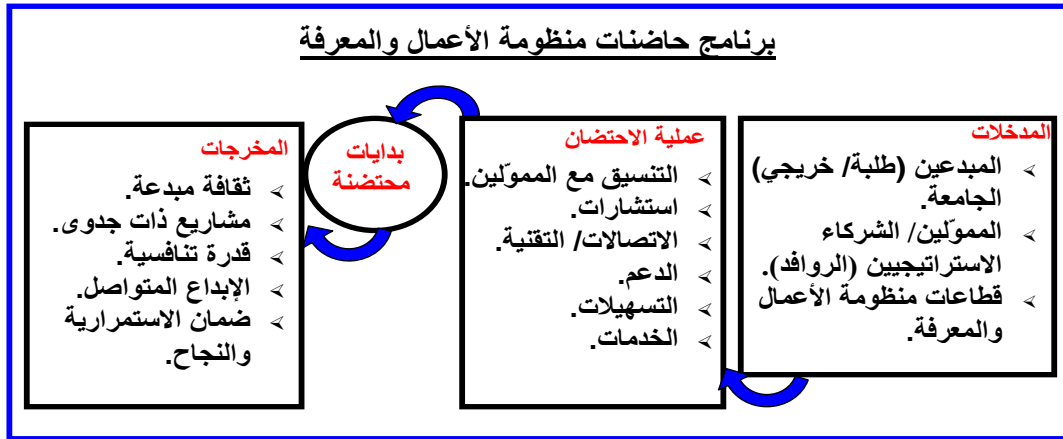 برنامج حاضنات منظومة الأعمال والمعرفة
المدخلات
المبدعين (طلبة/ خريجي)
الجامعة.
المموّلين/ الشركاء
الاستراتيجيين (الروافد).
قطاعات منظومة الأعمال
والمعرفة.
عملية الاحتضان
التنسيق مع المموّلين.
استشارات.
الاتصالات/ التقنية.
الدعم.
التسهيلات.
الخدمات.
بدايات
محتضنة
المخرجات
ثقافة مبدعة.
مشاريع ذات جدوى.
قدرة تنافسية.
الإبداع المتواصل.
ضمان الاستمرارية
والنجاح.